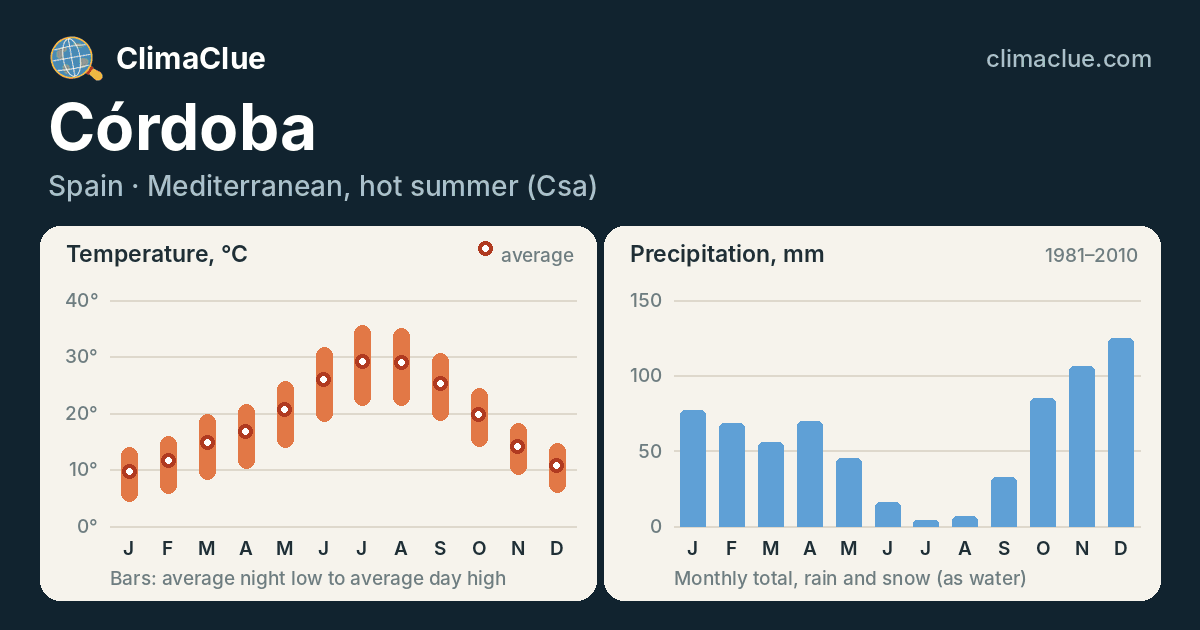 ClimaClue
climaclue.com
Córdoba
Spain · Mediterranean, hot summer (Csa)
Temperature, °C
average
40°
30°
20°
10°
0°
J F M A M J J A S O N D
Bars: average night low to average day high
Precipitation, mm
1981–2010
150
100
50
0
J F M A M J J A S O N D
Monthly total, rain and snow (as water)